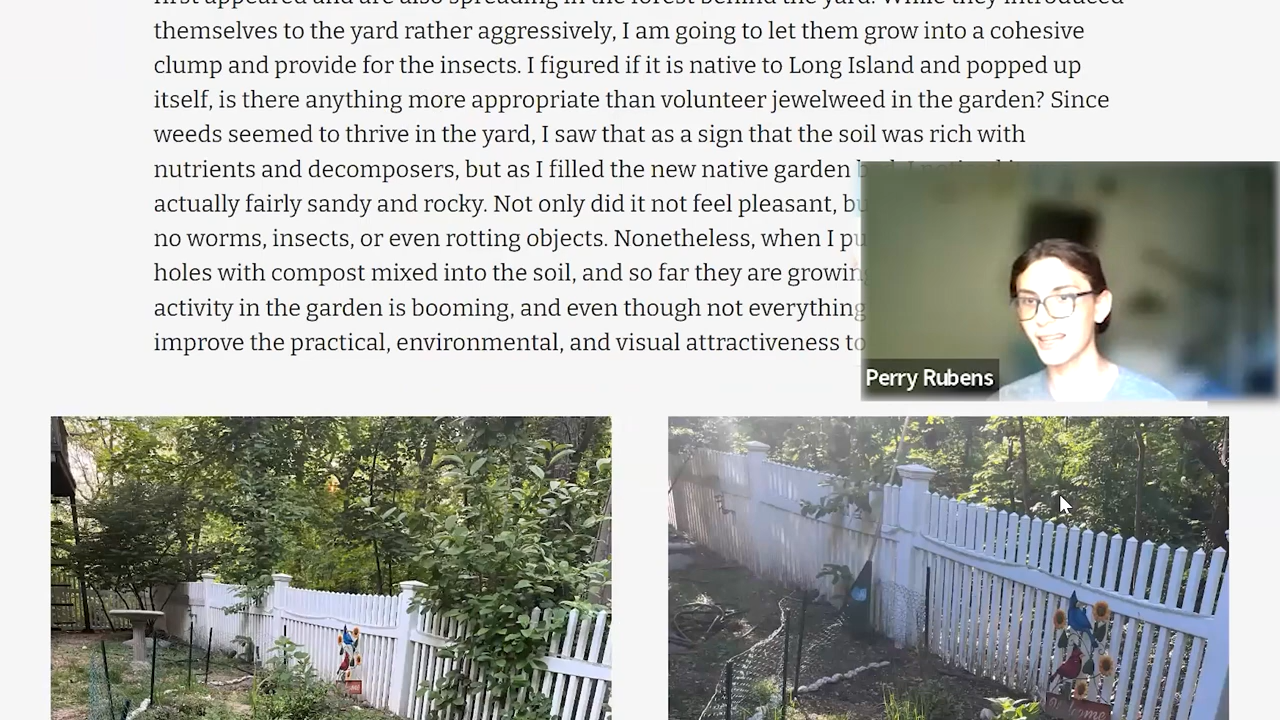 first appeared and are also spreading in the forest behind the yard. While they introduced
themselves to the yard rather aggressively, I am going to let them grow into a cohesive
clump and provide for the insects. I figured if it is native to Long Island and popped up
itself, is there anything more appropriate than volunteer jewelweed in the garden? Since
weeds seemed to thrive in the yard, I saw that as a sign that the soil was rich with
nutrients and decomposers, but as I filled the new native garden
actually fairly sandy and rocky. Not only did it not feel pleasant,
no worms, insects, or even rotting objects. Nonetheless, when I
holes with compost mixed into the soil, and so far they are growing
activity in the garden is booming, and even though not everything
improve the practical, environmental, and visual attractiveness to
Perry Rubens